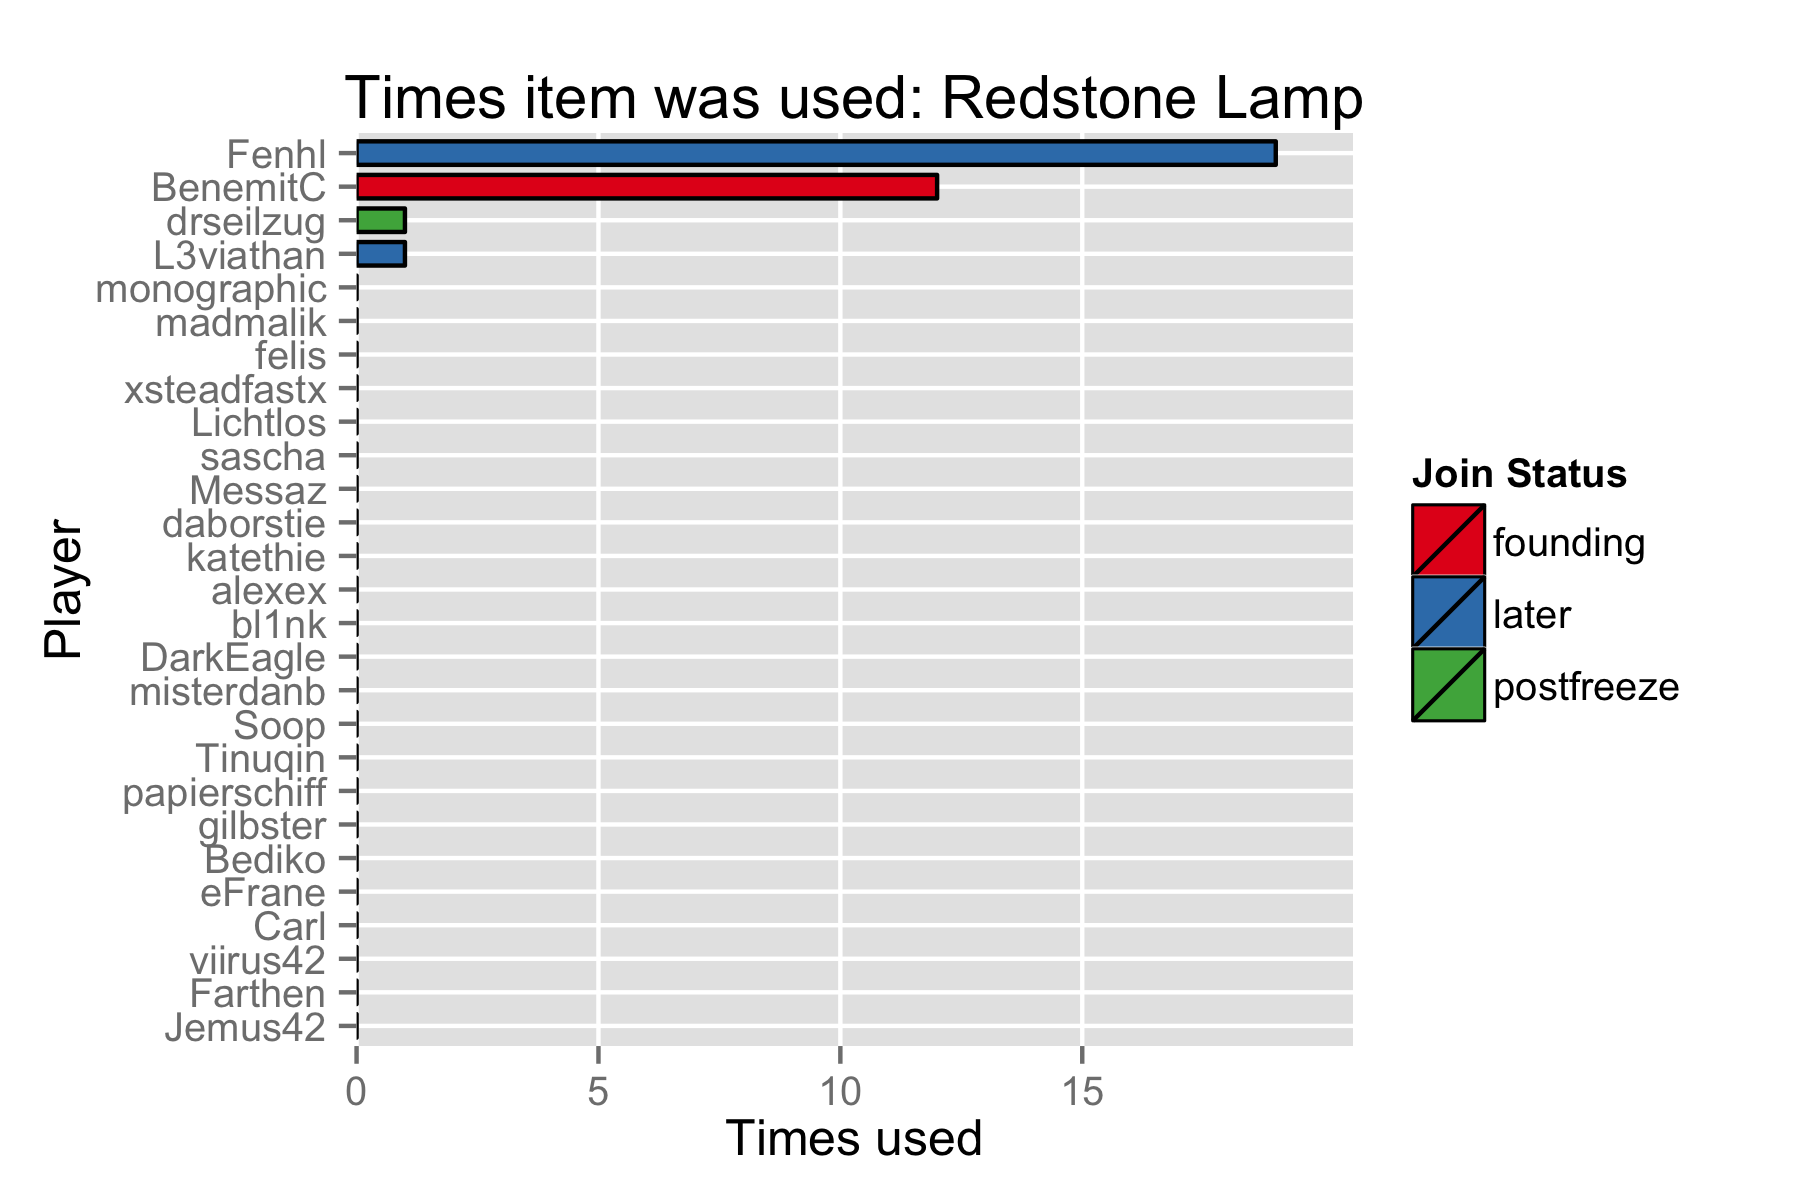 Times item was used: Redstone Lamp
Fenhl
BenemitC
drseilzug
L3viathan
monographic
madmalik
felis
xsteadfastx
Lichtlos
sascha
Messaz
daborstie
katethie
alexex
bl1nk
DarkEagle
misterdanb
Soop
Tinuqin
papierschiff
gilbster
Bediko
eFrane
Carl
viirus42
Farthen
Jemus42
Player
0 5 10 15
Times used
Join Status
founding
later
postfreeze